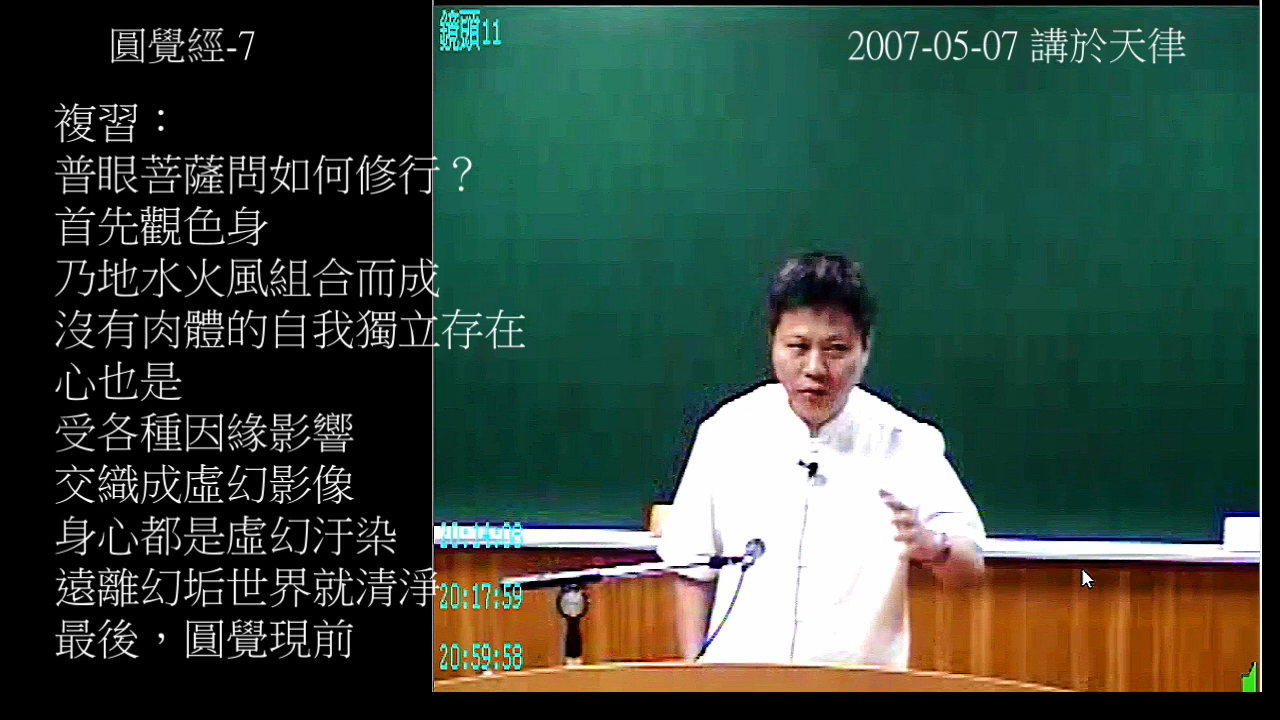 圓覺經-7
鏡頭11
2007-05-07 講於天律
複習：
普眼菩薩問如何修行？
首先觀色身
乃地水火風組合而成
沒有肉體的自我獨立存在
心也是
受各種因緣影響
交織成虛幻影像
身心都是虛幻汙染
遠離幻垢世界就清淨
最後，圓覺現前
20:14:08
20:17:59
20:59:58